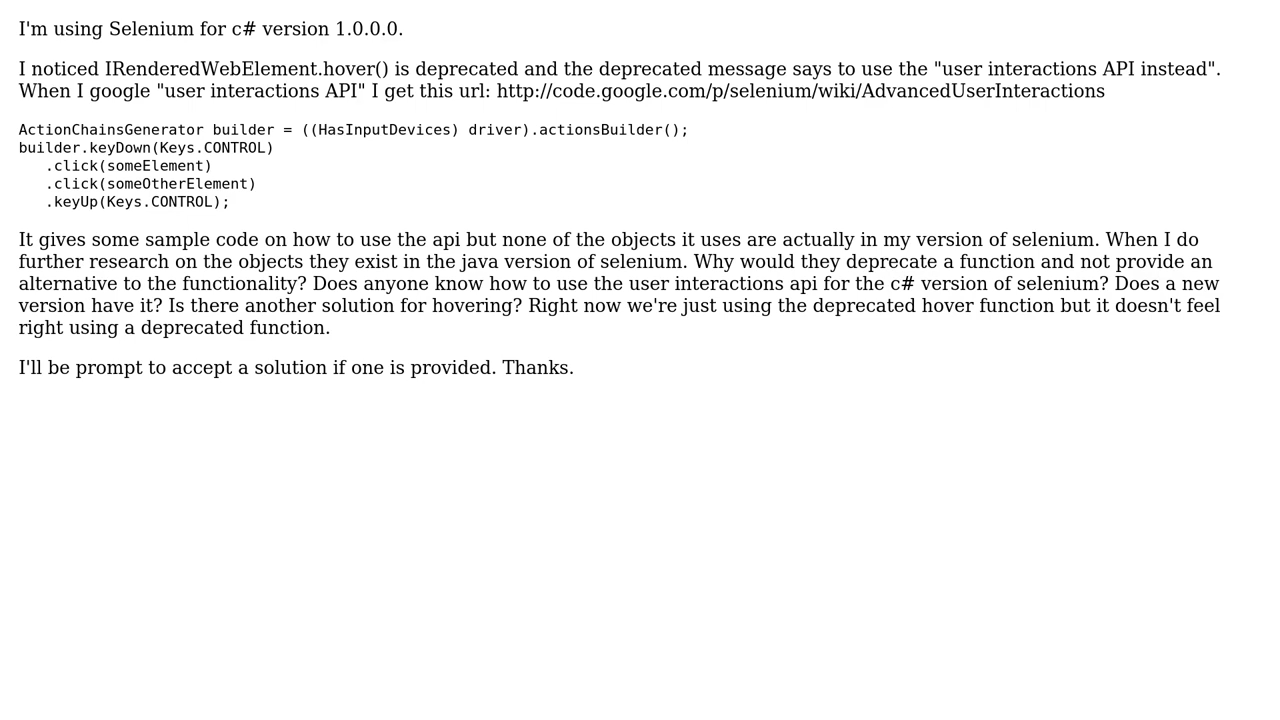 I'm using Selenium for c# version 1.0.0.0.
I noticed IRenderedWebElement.hover() is deprecated and the deprecated message says to use the "user interactions API instead".
When I google "user interactions API" I get this url: http://code.google.com/p/selenium/wiki/AdvancedUserInteractions
ActionChainsGenerator builder = ((HasInputDevices) driver).actionsBuilder();
builder.keyDown(Keys.CONTROL)
   .click(someElement)
   .click(someOtherElement)
   .keyUp(Keys.CONTROL);
It gives some sample code on how to use the api but none of the objects it uses are actually in my version of selenium. When I do
further research on the objects they exist in the java version of selenium. Why would they deprecate a function and not provide an
alternative to the functionality? Does anyone know how to use the user interactions api for the c# version of selenium? Does a new
version have it? Is there another solution for hovering? Right now we're just using the deprecated hover function but it doesn't feel
right using a deprecated function.
I'll be prompt to accept a solution if one is provided. Thanks.